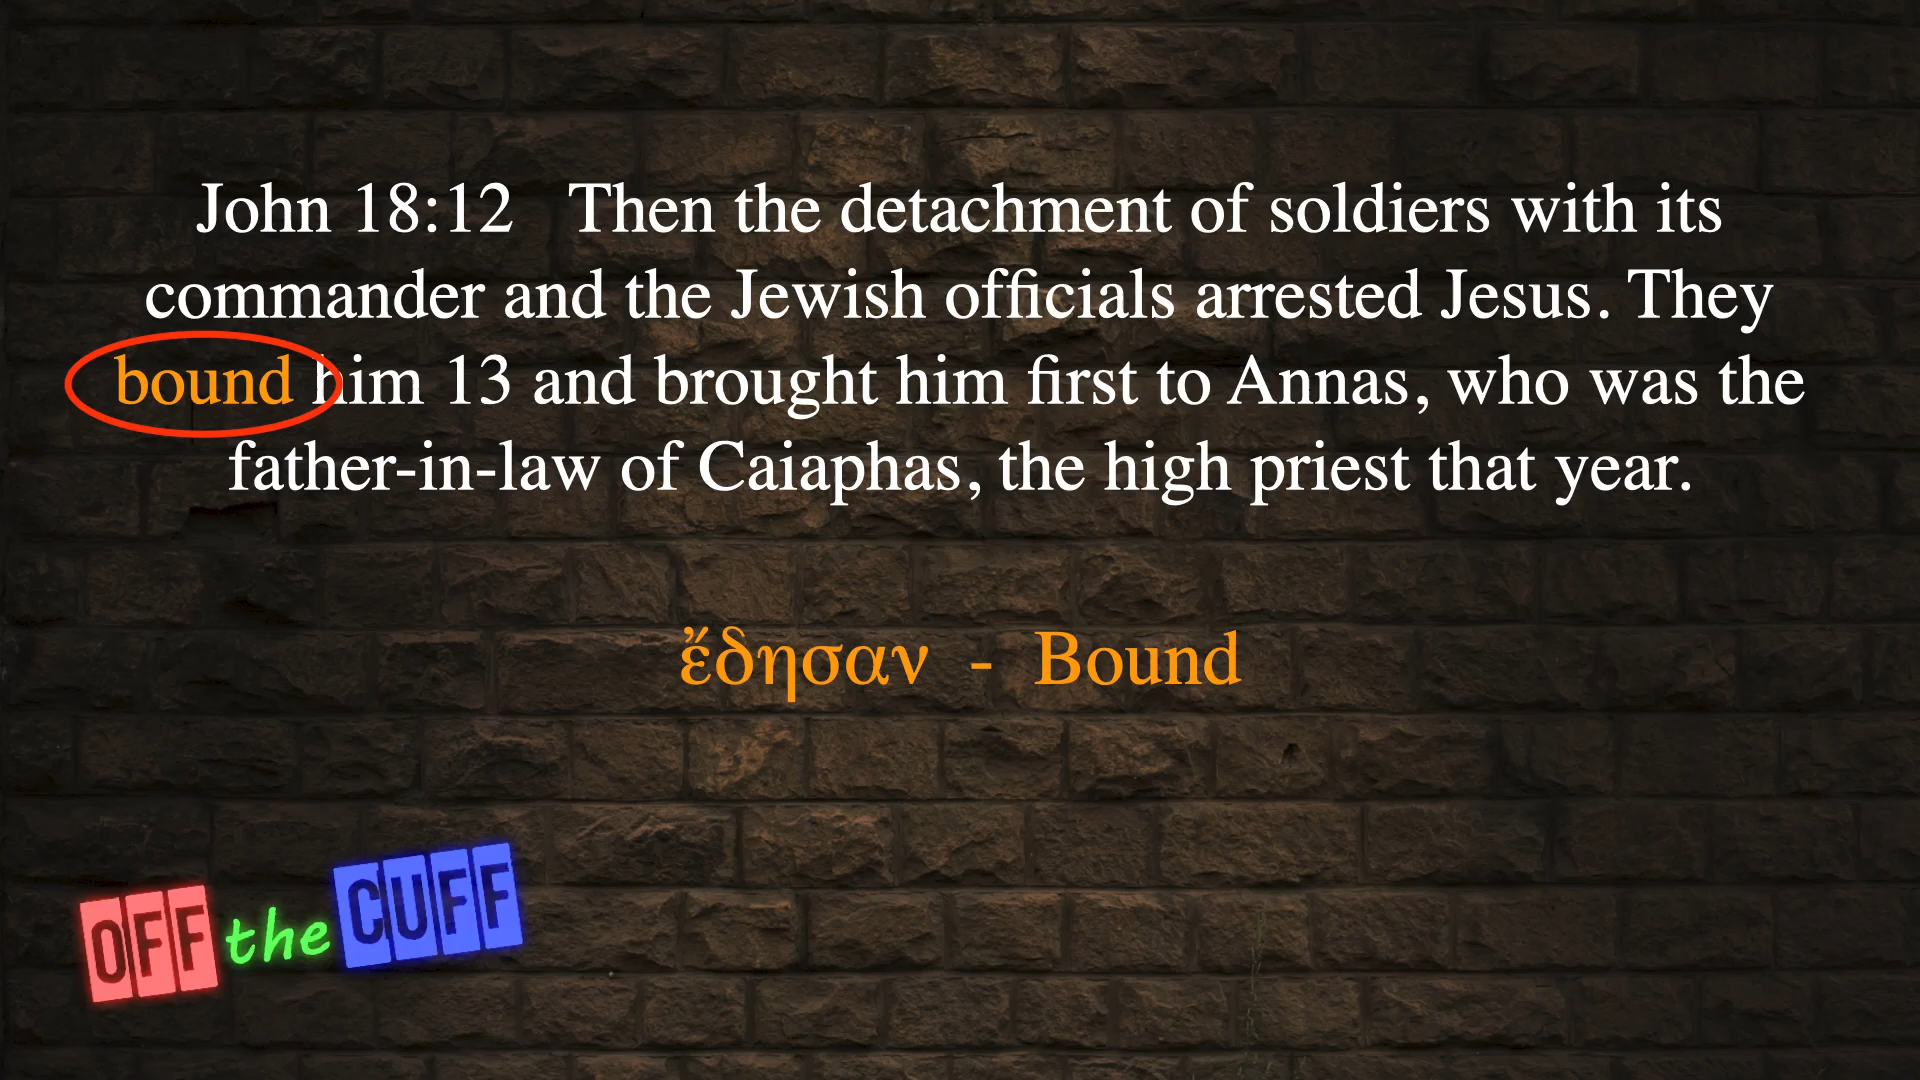 John 18:12   Then the detachment of soldiers with its
commander and the Jewish officials arrested Jesus. They
bound him 13 and brought him first to Annas, who was the
father-in-law of Caiaphas, the high priest that year.
ἔδησαν - Bound
OFF the CUFF